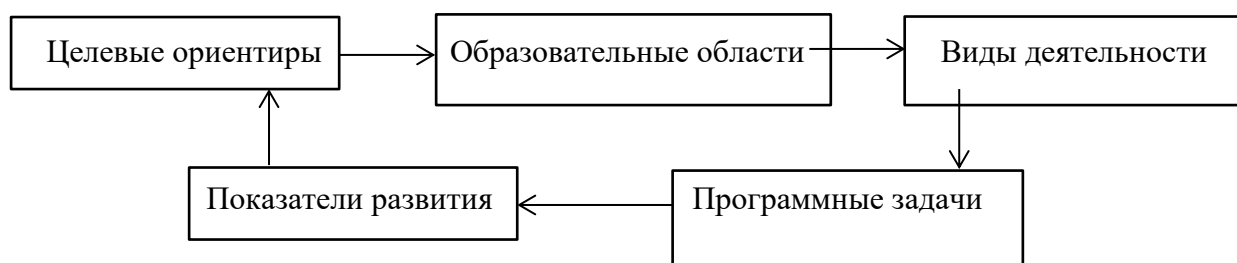 Целевые ориентиры
Образовательные области
Виды деятельности
Показатели развития
Программные задачи